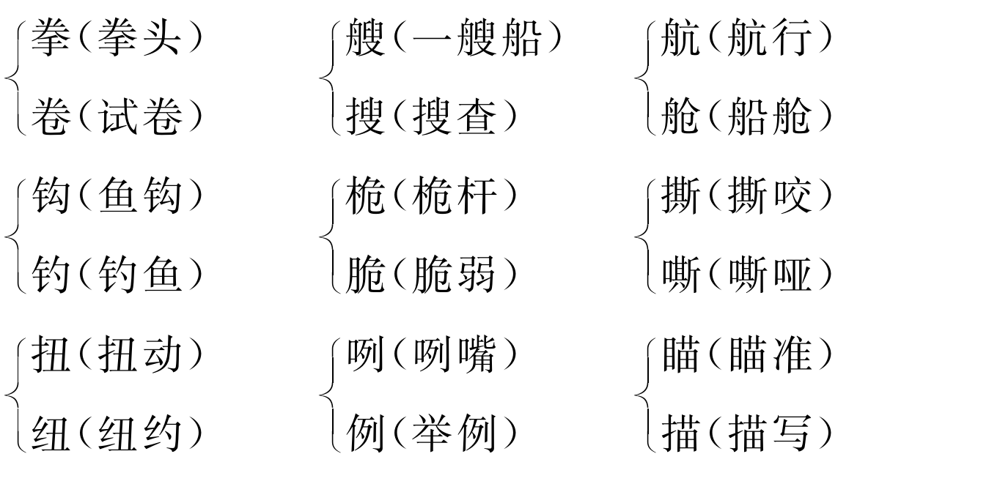 拳(拳头) 艘(一艘船) 航(航行)
卷(试卷) 搜(搜查) 舱(船舱)
钩(鱼钩) 桅(桅杆) 撕(撕咬)
钓(钓鱼) 脆(脆弱) 嘶(嘶哑)
扭(扭动) 咧(咧嘴) 瞄(瞄准)
纽(纽约) 例(举例) 描(描写)